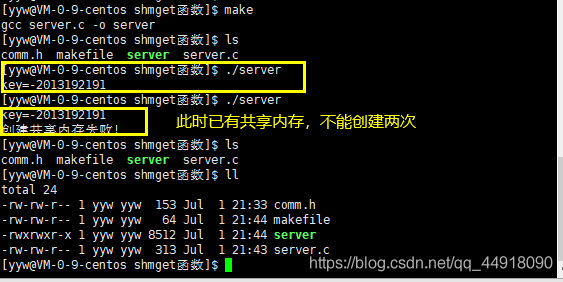 [yyw@VM-0-9-centos shmget函数]$ make
gcc server.c -o server
[yyw@VM-0-9-centos shmget函数]$ ls
comm.h  makefile  server  server.c
[yyw@VM-0-9-centos shmget函数]$ ./server
key=-2013192191
[yyw@VM-0-9-centos shmget函数]$ ./server
key=-2013192191
创建共享内存失败!
此时已有共享内存，不能创建两次
[yyw@VM-0-9-centos shmget函数]$ ls
comm.h  makefile  server  server.c
[yyw@VM-0-9-centos shmget函数]$ ll
total 24
-rw-rw-r-- 1 yyw yyw  153 Jul  1 21:33 comm.h
-rw-rw-r-- 1 yyw yyw   64 Jul  1 21:44 makefile
-rwxrwxr-x 1 yyw yyw 8512 Jul  1 21:44 server
-rw-rw-r-- 1 yyw yyw  313 Jul  1 21:43 server.c
[yyw@VM-0-9-centos shmget函数]$
https://blog.csdn.net/qq_44918090